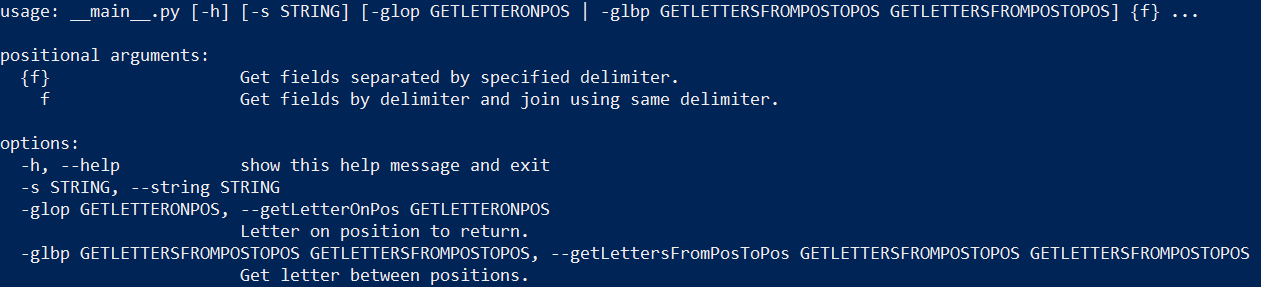 usage: __main__.py [-h] [-s STRING] [-glop GETLETTERONPOS | -glbp GETLETTERSFROMPOSTOPOS GETLETTERSFROMPOSTOPOS] {f} ...

positional arguments:
  {f}                   Get fields separated by specified delimiter.
    f                   Get fields by delimiter and join using same delimiter.

options:
  -h, --help            show this help message and exit
  -s STRING, --string STRING
  -glop GETLETTERONPOS, --getLetterOnPos GETLETTERONPOS
                        Letter on position to return.
  -glbp GETLETTERSFROMPOSTOPOS GETLETTERSFROMPOSTOPOS, --getLettersFromPosToPos GETLETTERSFROMPOSTOPOS GETLETTERSFROMPOSTOPOS
                        Get letter between positions.